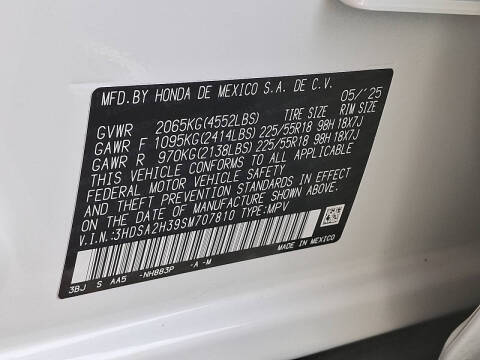 MFD.BY HONDA DE MEXICO S.A. DE C.V.
05/'25
GVWR 2065KG(4552LBS) TIRE SIZE RIM SIZE
GAWR F 1095KG(2414LBS) 225/55R18 98H 18X7J
GAWR R 970KG(2138LBS) 225/55R18 98H 18X7J
THIS VEHICLE CONFORMS TO ALL APPLICABLE
FEDERAL MOTOR VEHICLE SAFETY AND
THEFT PREVENTION STANDARDS IN EFFECT
ON THE DATE OF MANUFACTURE SHOWN ABOVE.
V.I.N.:3HDSA2H39SM707810 TYPE:MPV
MADE IN MEXICO
3BJ S AA5 -NH883P -A -M